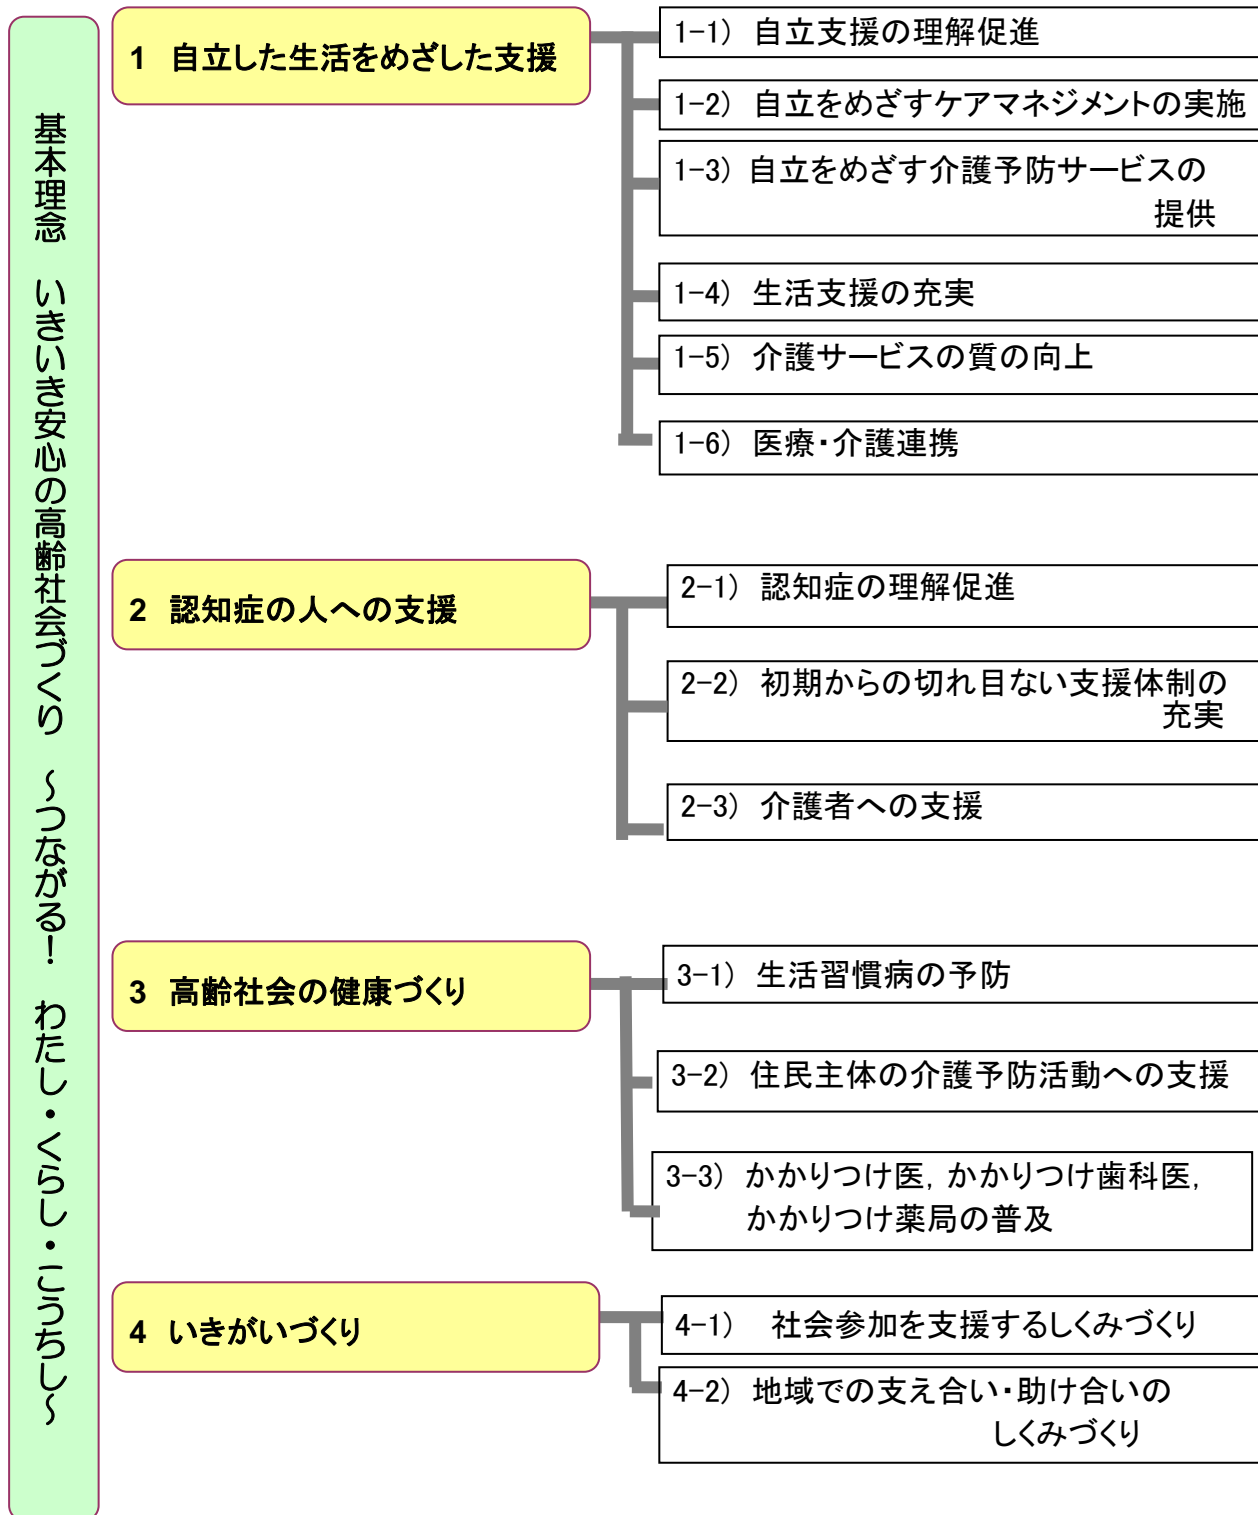 基本理念　いきいき安心の高齢社会づくり　～つながる！　わたし・くらし・こうちし～
1　自立した生活をめざした支援
1-1） 自立支援の理解促進
1-2） 自立をめざすケアマネジメントの実施
1-3） 自立をめざす介護予防サービスの
提供
1-4） 生活支援の充実
1-5） 介護サービスの質の向上
1-6） 医療・介護連携
2　認知症の人への支援
2-1） 認知症の理解促進
2-2） 初期からの切れ目ない支援体制の
充実
2-3） 介護者への支援
3　高齢社会の健康づくり
3-1） 生活習慣病の予防
3-2） 住民主体の介護予防活動への支援
3-3） かかりつけ医，かかりつけ歯科医，
かかりつけ薬局の普及
4　いきがいづくり
4-1）　社会参加を支援するしくみづくり
4-2） 地域での支え合い・助け合いの
しくみづくり